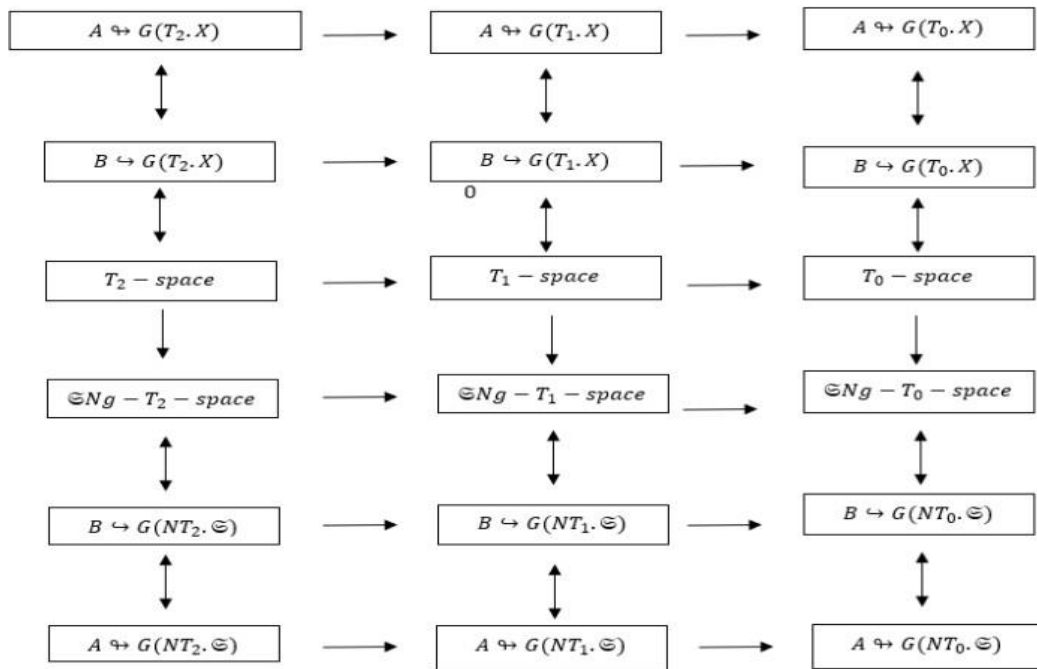 A ↬ G(T₂.X)
A ↬ G(T₁.X)
A ↬ G(T₀.X)
B ↪ G(T₂.X)
B ↪ G(T₁.X)
B ↪ G(T₀.X)
0
T₂ − space
T₁ − space
T₀ − space
𝔖Ng − T₂ − space
𝔖Ng − T₁ − space
𝔖Ng − T₀ − space
B ↪ G(NT₂.𝔖)
B ↪ G(NT₁.𝔖)
B ↪ G(NT₀.𝔖)
A ↬ G(NT₂.𝔖)
A ↬ G(NT₁.𝔖)
A ↬ G(NT₀.𝔖)